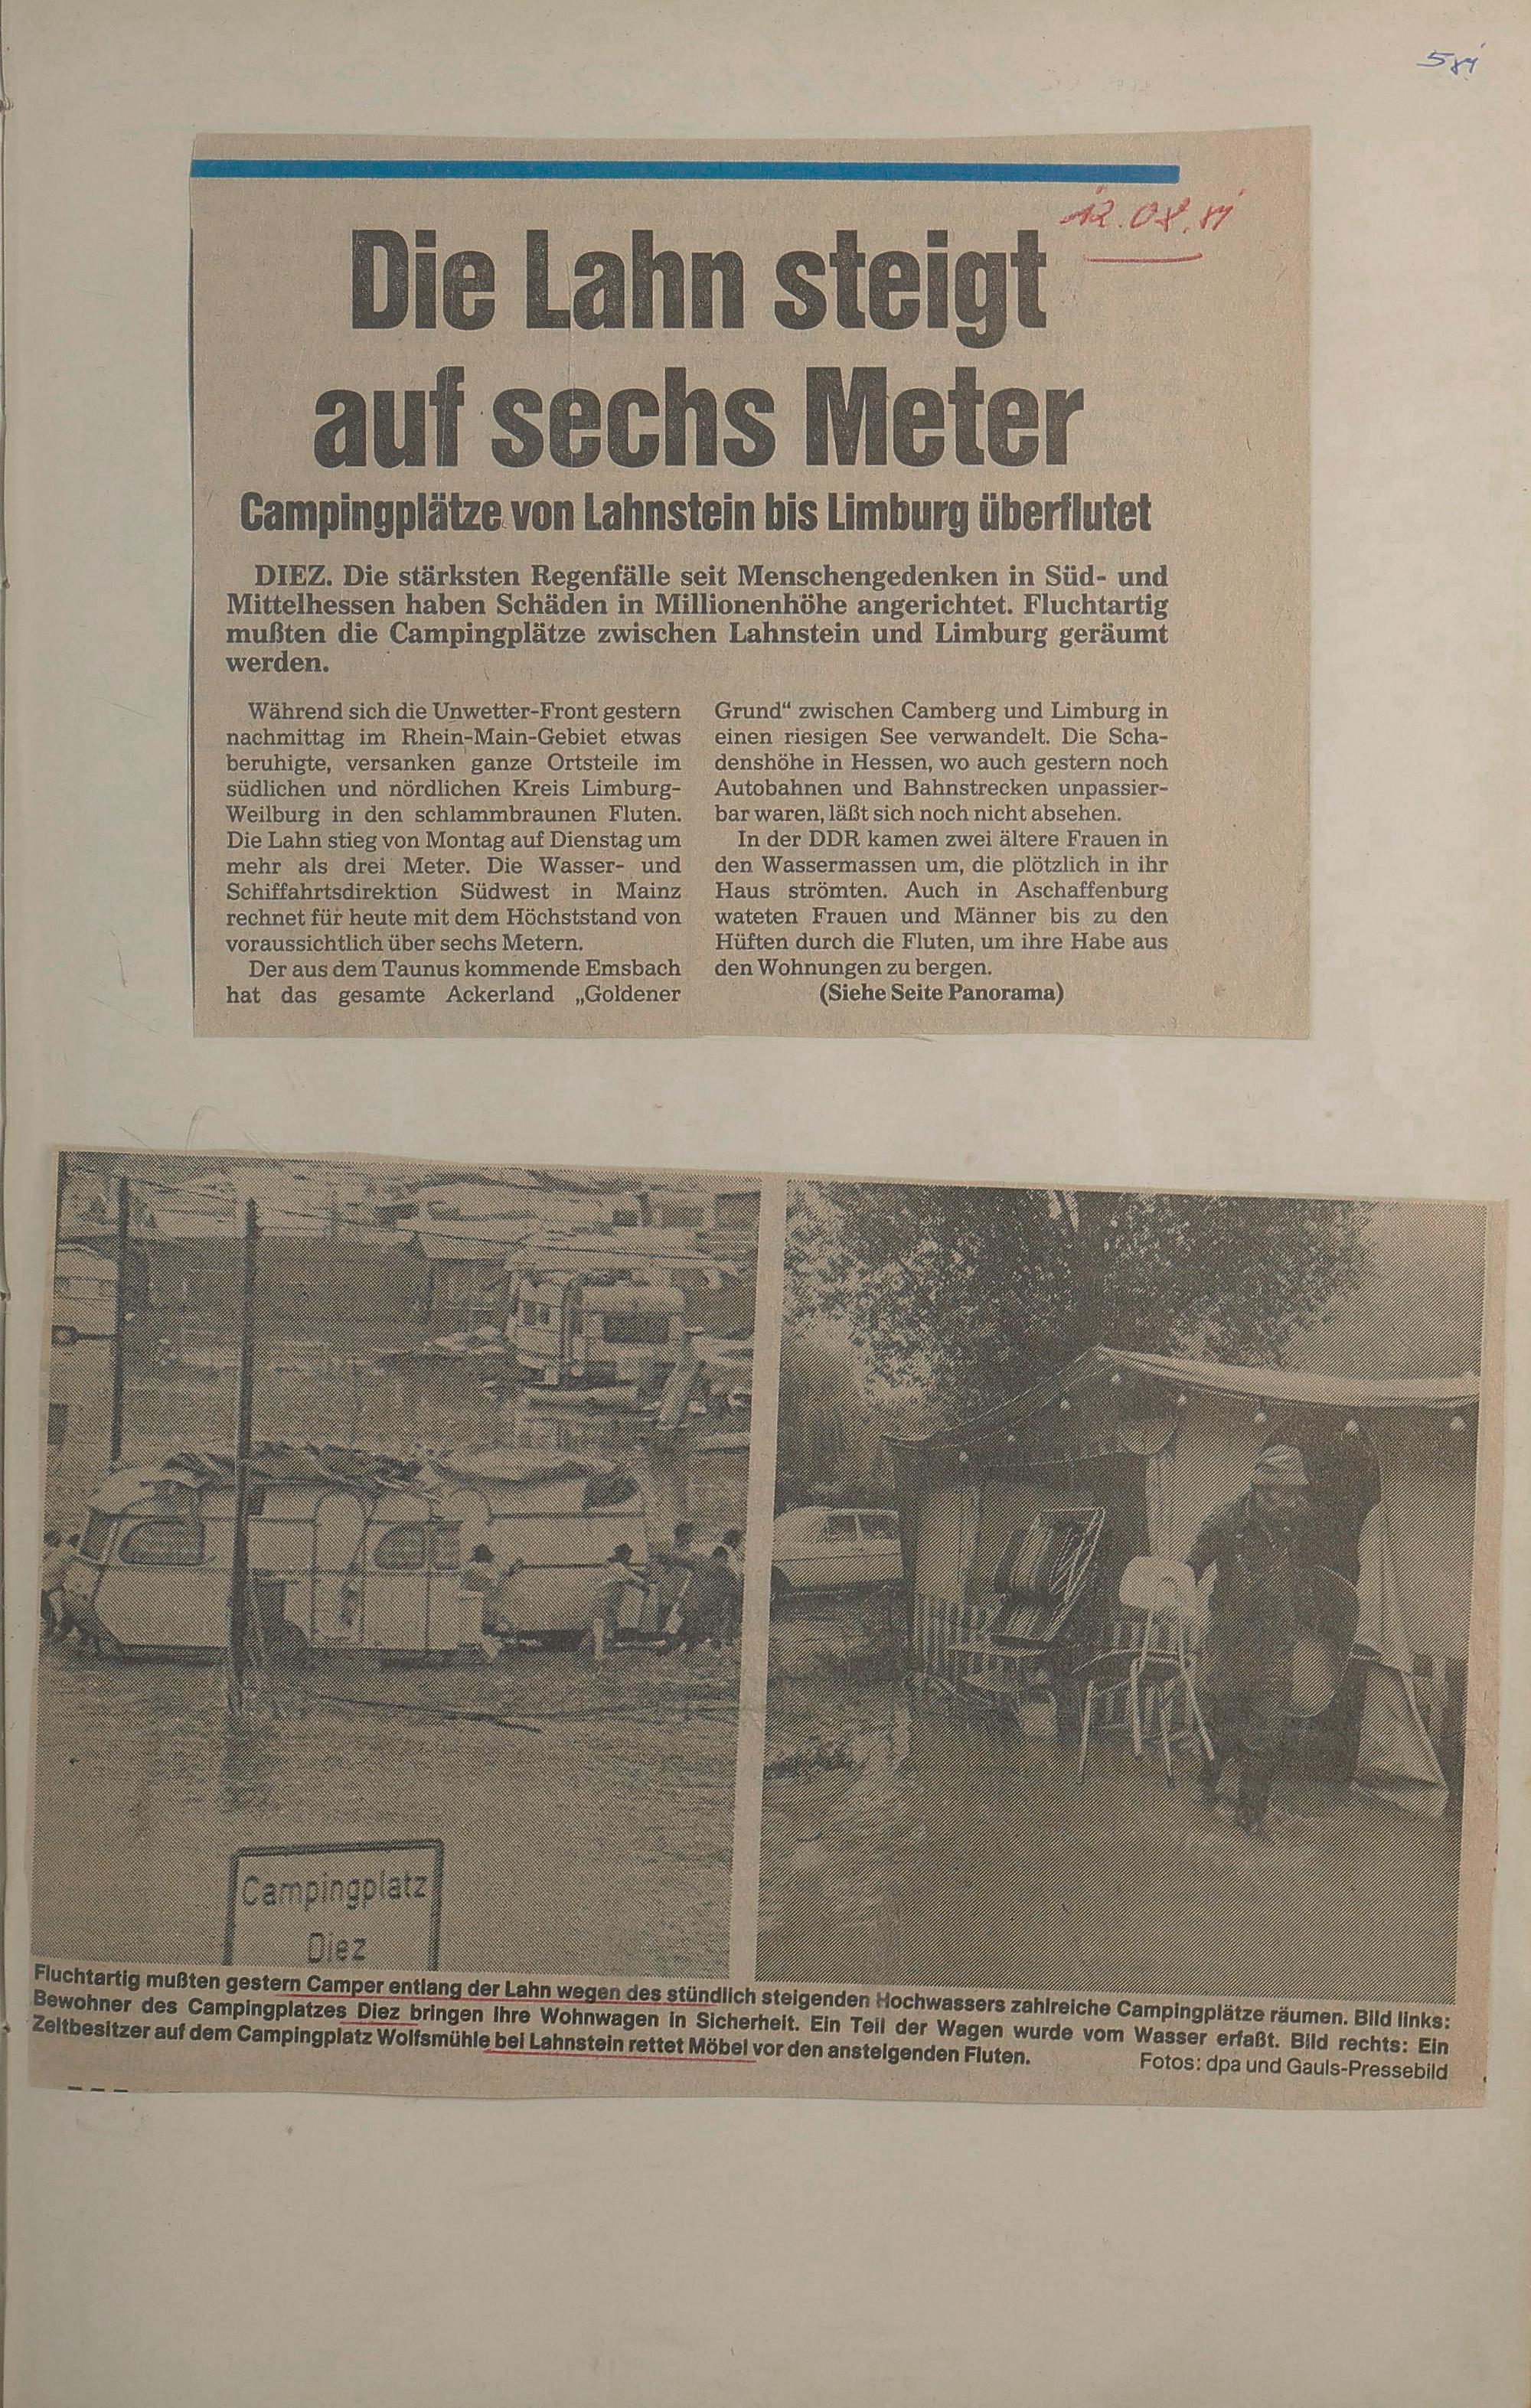 12.08.81
Die Lahn steigt
auf sechs Meter
Campingplätze von Lahnstein bis Limburg überflutet
DIEZ. Die stärksten Regenfälle seit Menschengedenken in Süd- und
Mittelhessen haben Schäden in Millionenhöhe angerichtet. Fluchtartig
mußten die Campingplätze zwischen Lahnstein und Limburg geräumt
werden.
Während sich die Unwetter-Front gestern
nachmittag im Rhein-Main-Gebiet etwas
beruhigte, versanken ganze Ortsteile im
südlichen und nördlichen Kreis Limburg-
Weilburg in den schlammbraunen Fluten.
Die Lahn stieg von Montag auf Dienstag um
mehr als drei Meter. Die Wasser- und
Schiffahrtsdirektion Südwest in Mainz
rechnet für heute mit dem Höchststand von
voraussichtlich über sechs Metern.
Der aus dem Taunus kommende Emsbach
hat das gesamte Ackerland „Goldener
Grund“ zwischen Camberg und Limburg in
einen riesigen See verwandelt. Die Scha-
denshöhe in Hessen, wo auch gestern noch
Autobahnen und Bahnstrecken unpassier-
bar waren, läßt sich noch nicht absehen.
In der DDR kamen zwei ältere Frauen in
den Wassermassen um, die plötzlich in ihr
Haus strömten. Auch in Aschaffenburg
wateten Frauen und Männer bis zu den
Hüften durch die Fluten, um ihre Habe aus
den Wohnungen zu bergen.
(Siehe Seite Panorama)
Campingplatz
Diez
Fluchtartig mußten gestern Camper entlang der Lahn wegen des stündlich steigenden Hochwassers zahlreiche Campingplätze räumen. Bild links:
Bewohner des Campingplatzes Diez bringen ihre Wohnwagen in Sicherheit. Ein Teil der Wagen wurde vom Wasser erfaßt. Bild rechts: Ein
Zeltbesitzer auf dem Campingplatz Wolfsmühle bei Lahnstein rettet Möbel vor den ansteigenden Fluten.
Fotos: dpa und Gauls-Pressebild